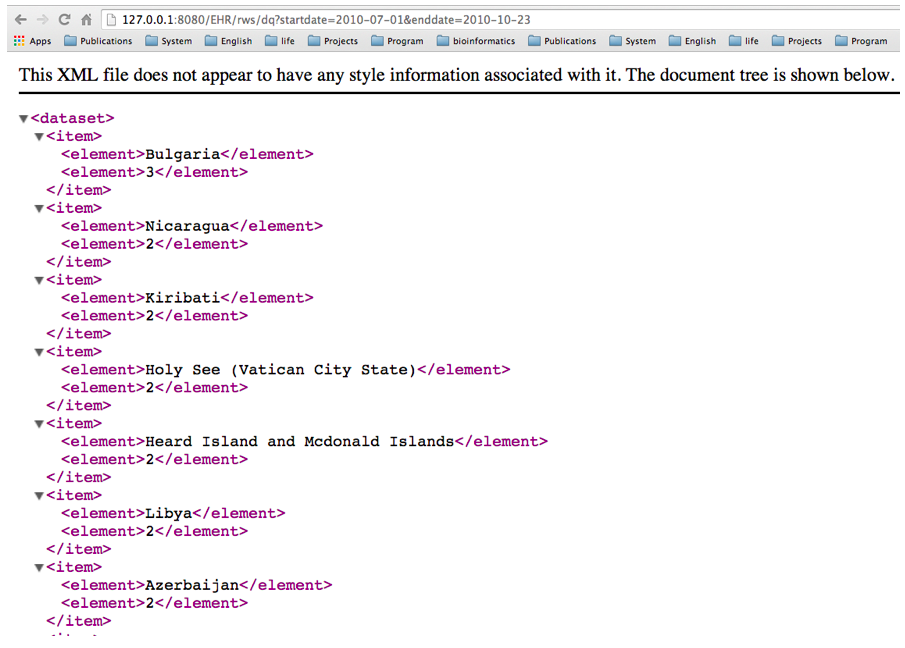 127.0.0.1:8080/EHR/rws/dq?startdate=2010-07-01&enddate=2010-10-23
Apps Publications System English life Projects Program bioinformatics Publications System English life Projects Program
This XML file does not appear to have any style information associated with it. The document tree is shown below.
▼<dataset>
▼<item>
<element>Bulgaria</element>
<element>3</element>
</item>
▼<item>
<element>Nicaragua</element>
<element>2</element>
</item>
▼<item>
<element>Kiribati</element>
<element>2</element>
</item>
▼<item>
<element>Holy See (Vatican City State)</element>
<element>2</element>
</item>
▼<item>
<element>Heard Island and Mcdonald Islands</element>
<element>2</element>
</item>
▼<item>
<element>Libya</element>
<element>2</element>
</item>
▼<item>
<element>Azerbaijan</element>
<element>2</element>
</item>